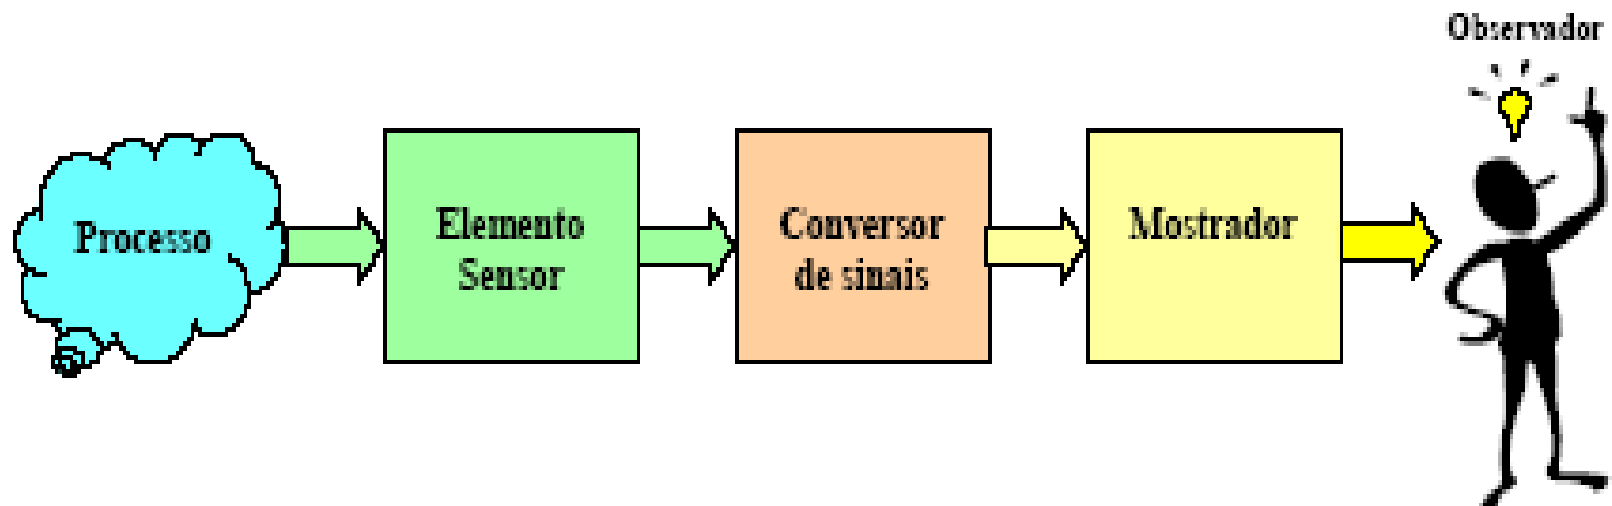 Observador
Processo
Elemento
Sensor
Conversor
de sinais
Mostrador